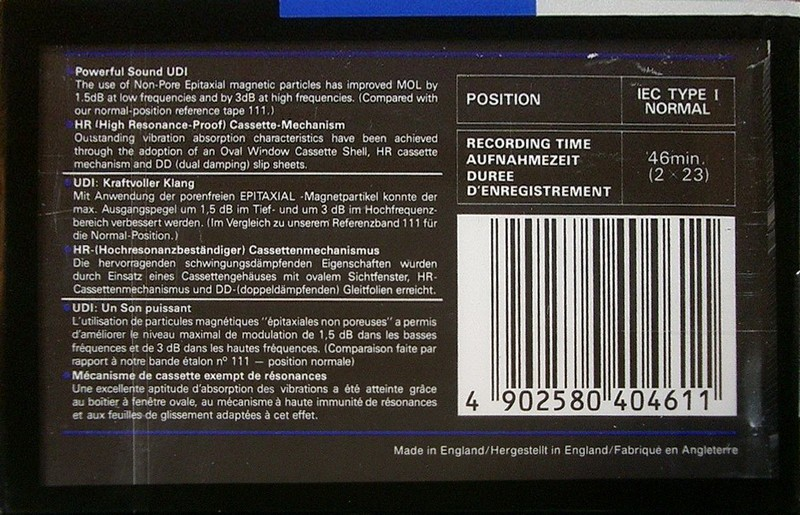 Powerful Sound UDI
The use of Non-Pore Epitaxial magnetic particles has improved MOL by
1.5dB at low frequencies and by 3dB at high frequencies. (Compared with
our normal-position reference tape 111.)
HR (High Resonance-Proof) Cassette-Mechanism
Outstanding vibration absorption characteristics have been achieved
through the adoption of an Oval Window Cassette Shell, HR cassette
mechanism and DD (dual damping) slip sheets.
UDI: Kraftvoller Klang
Mit Anwendung der porenfreien EPITAXIAL -Magnetpartikel konnte der
max. Ausgangspegel um 1,5 dB im Tief- und um 3 dB im Hochfrequenz-
bereich verbessert werden. (Im Vergleich zu unserem Referenzband 111 für
die Normal-Position.)
HR-(Hochresonanzbeständiger) Cassettenmechanismus
Die hervorragenden schwingungsdämpfenden Eigenschaften wurden
durch Einsatz eines Cassettengehäuses mit ovalem Sichtfenster, HR-
Cassettenmechanismus und DD-(doppeldämpfenden) Gleitfolien erreicht.
UDI: Un Son puissant
L'utilisation de particules magnétiques "épitaxiales non poreuses" a permis
d'améliorer le niveau maximal de modulation de 1,5 dB dans les basses
fréquences et de 3 dB dans les hautes fréquences. (Comparaison faite par
rapport à notre bande étalon nº 111 — position normale)
Mécanisme de cassette exempt de résonances
Une excellente aptitude d'absorption des vibrations a été atteinte grâce
au boîtier à fenêtre ovale, au mécanisme à haute immunité de résonances
et aux feuilles de glissement adaptées à cet effet.
POSITION
IEC TYPE I
NORMAL
RECORDING TIME
AUFNAHMEZEIT
DUREE
D'ENREGISTREMENT
46min.
(2 × 23)
4 902580 404611
Made in England/Hergestellt in England/Fabriqué en Angleterre